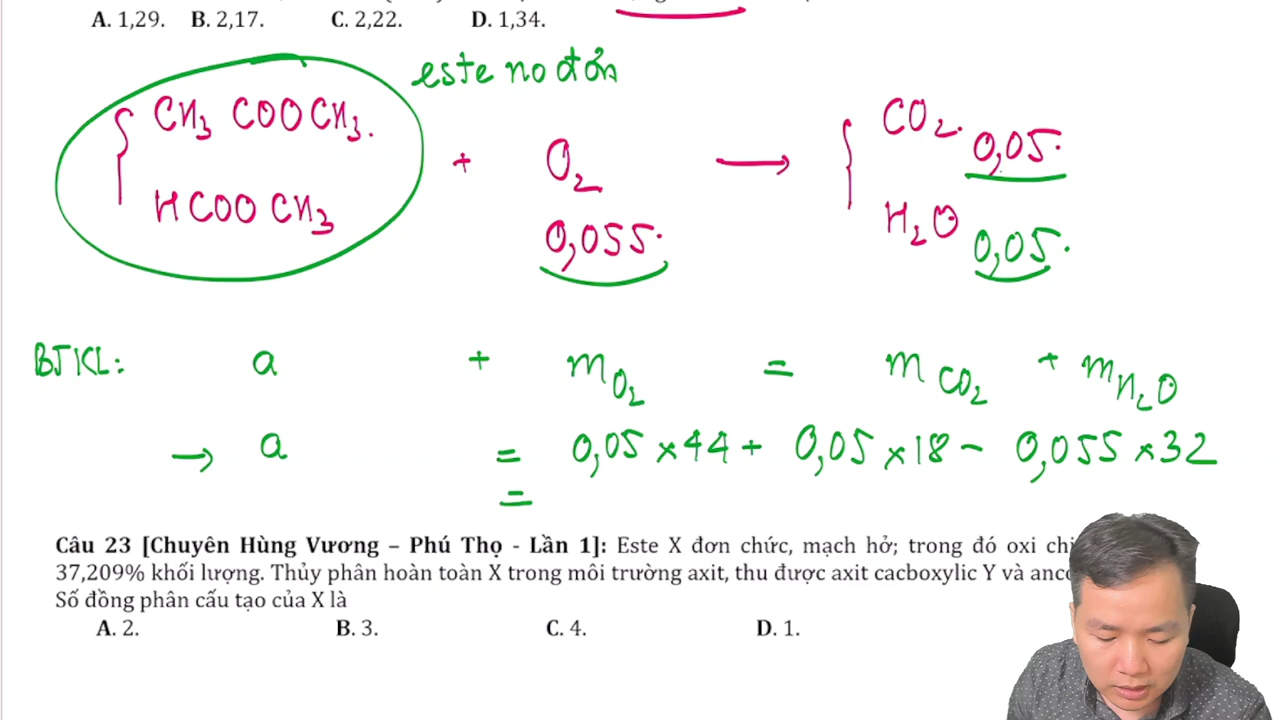 A. 1,29. B. 2,17. C. 2,22. D. 1,34.
este no đơn
CH3 COOCH3. + O2 → CO2. 0,05.
HCOOCH3 0,055. H2O 0,05.
BTKL: a + mO2 = mCO2 + mH2O
→ a = 0,05 × 44 + 0,05 × 18 − 0,055 × 32
=
Câu 23 [Chuyên Hùng Vương – Phú Thọ - Lần 1]: Este X đơn chức, mạch hở; trong đó oxi
37,209% khối lượng. Thủy phân hoàn toàn X trong môi trường axit, thu được axit cacboxylic Y và
Số đồng phân cấu tạo của X là
A. 2. B. 3. C. 4. D. 1.